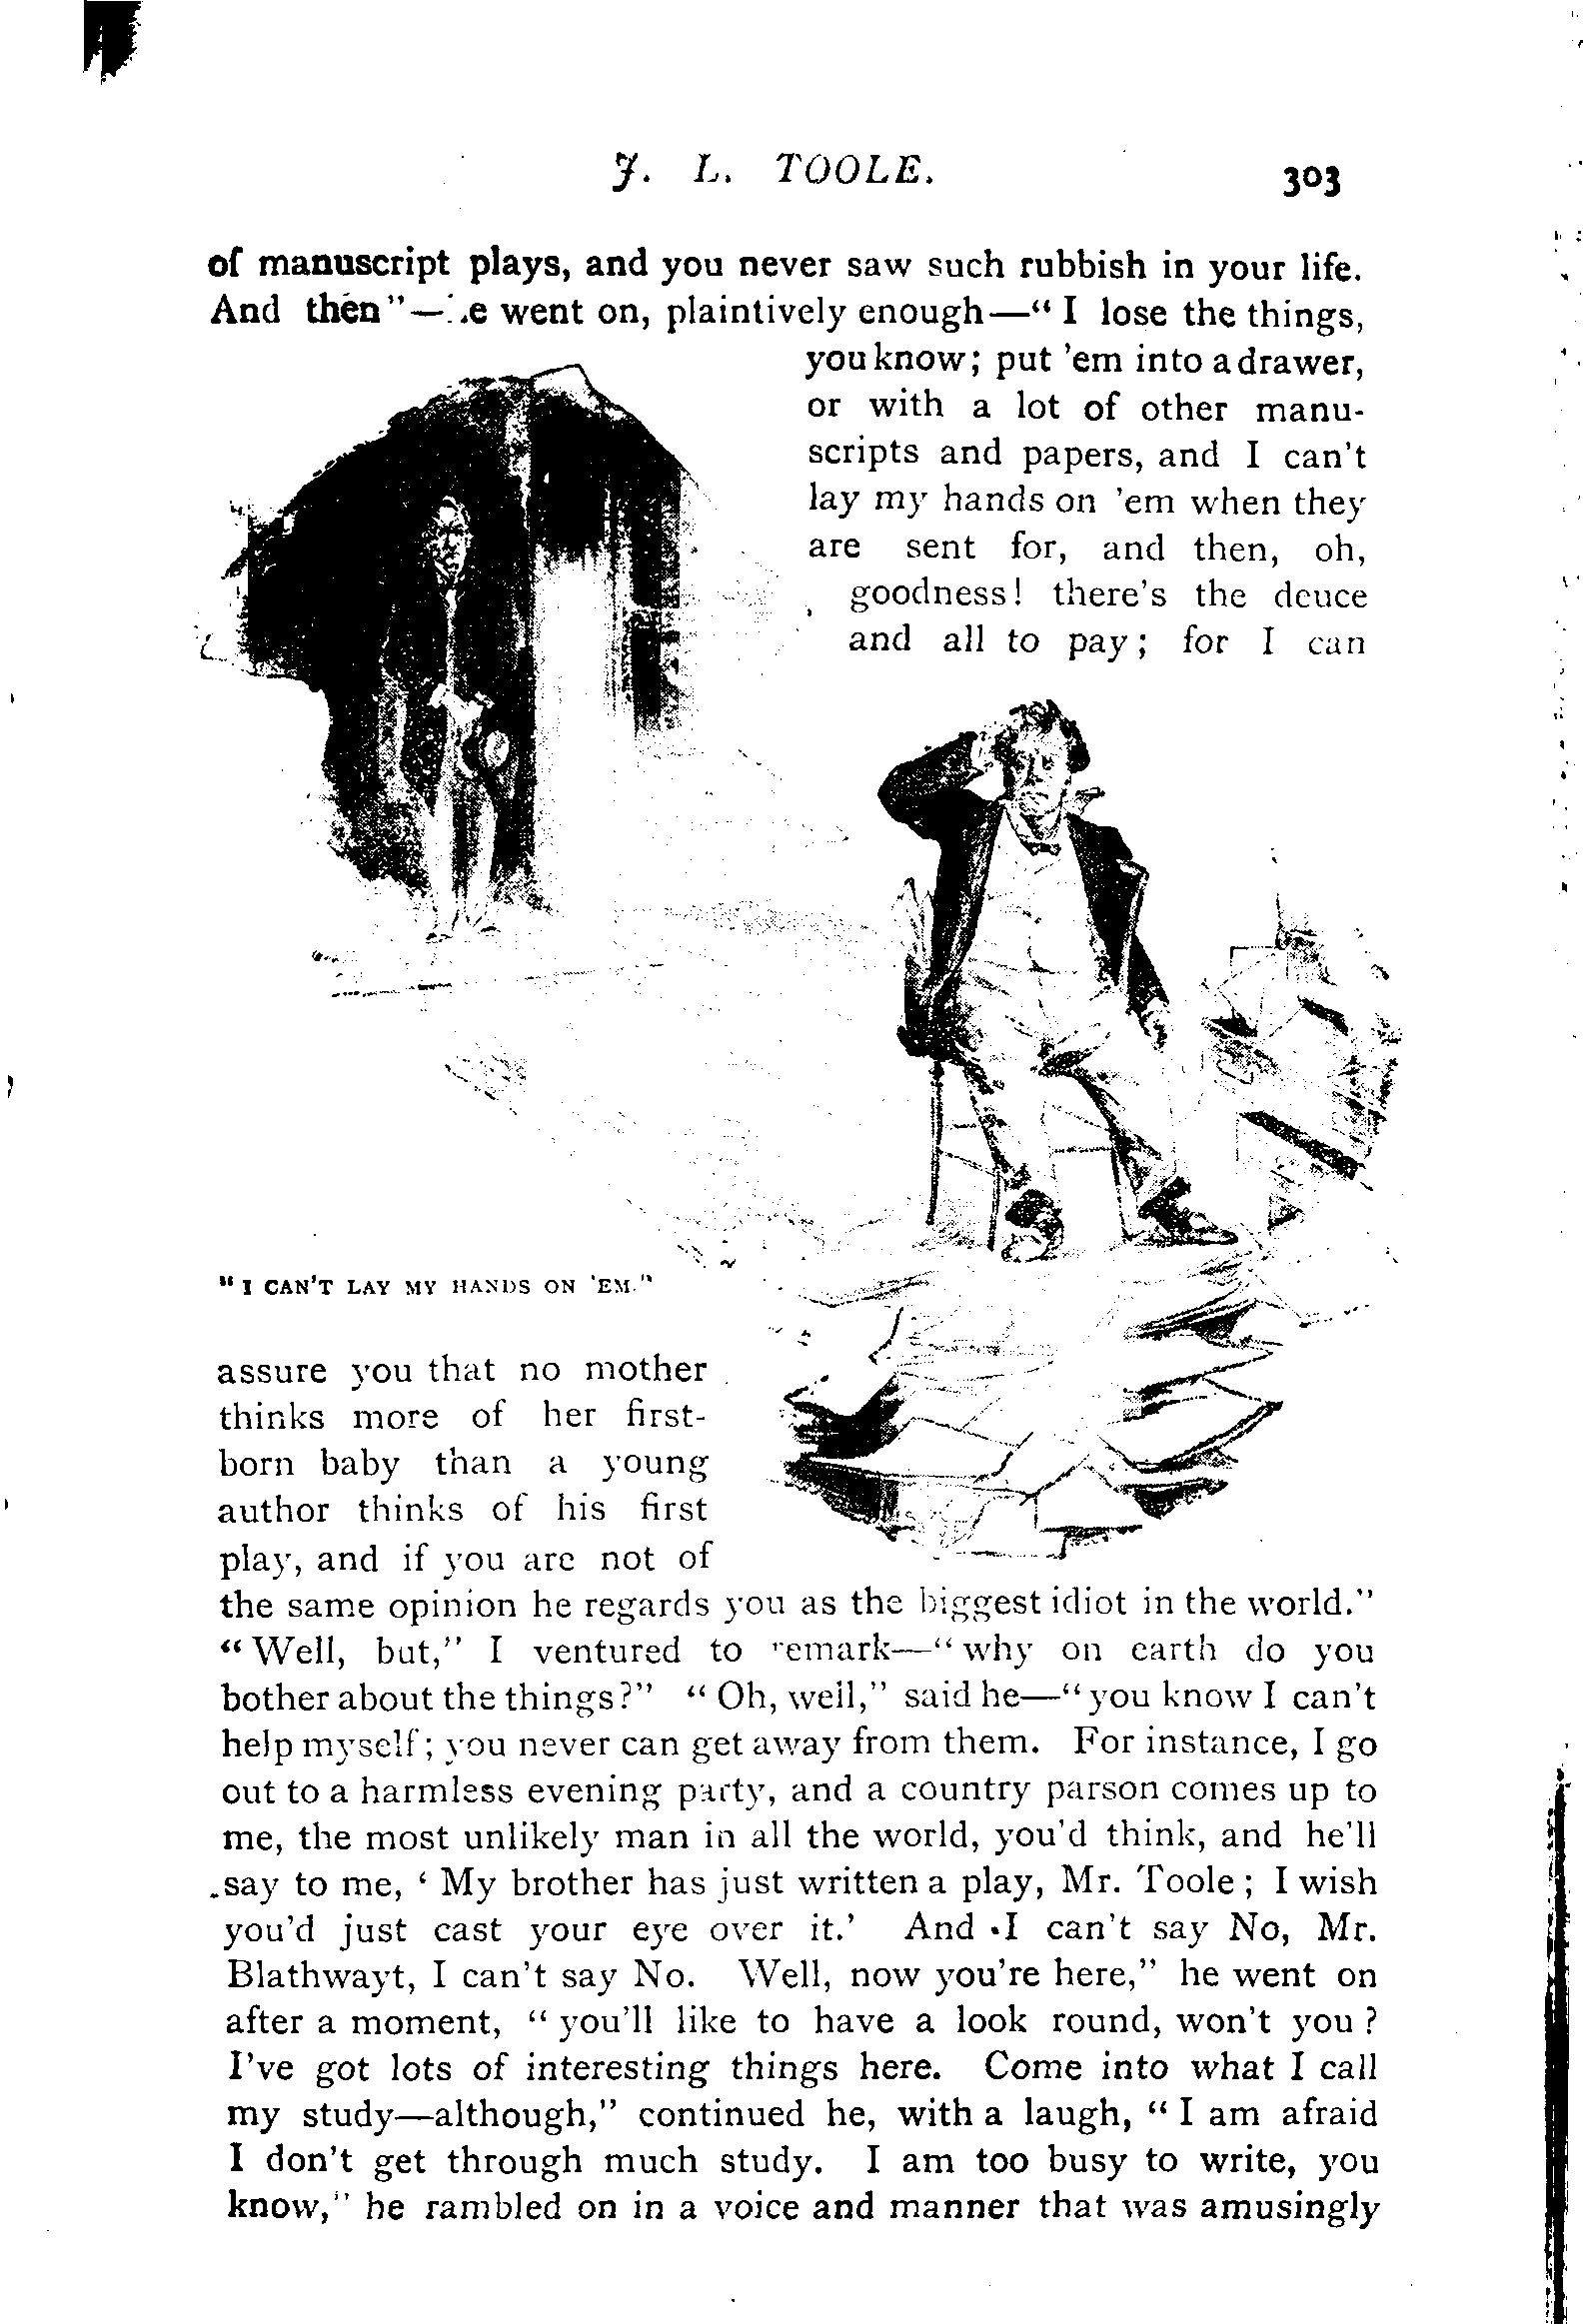 J. L. TOOLE.
303
of manuscript plays, and you never saw such rubbish in your life.
And then"—e went on, plaintively enough—"I lose the things,
you know; put 'em into a drawer,
or with a lot of other manu-
scripts and papers, and I can't
lay my hands on 'em when they
are sent for, and then, oh,
goodness! there's the deuce
and all to pay; for I can
"I CAN'T LAY MY HANDS ON 'EM."
assure you that no mother
thinks more of her first-
born baby than a young
author thinks of his first
play, and if you are not of
the same opinion he regards you as the biggest idiot in the world."
"Well, but," I ventured to remark—"why on earth do you
bother about the things?" "Oh, well," said he—"you know I can't
help myself; you never can get away from them. For instance, I go
out to a harmless evening party, and a country parson comes up to
me, the most unlikely man in all the world, you'd think, and he'll
say to me, 'My brother has just written a play, Mr. Toole; I wish
you'd just cast your eye over it.' And I can't say No, Mr.
Blathwayt, I can't say No. Well, now you're here," he went on
after a moment, "you'll like to have a look round, won't you?
I've got lots of interesting things here. Come into what I call
my study—although," continued he, with a laugh, "I am afraid
I don't get through much study. I am too busy to write, you
know," he rambled on in a voice and manner that was amusingly